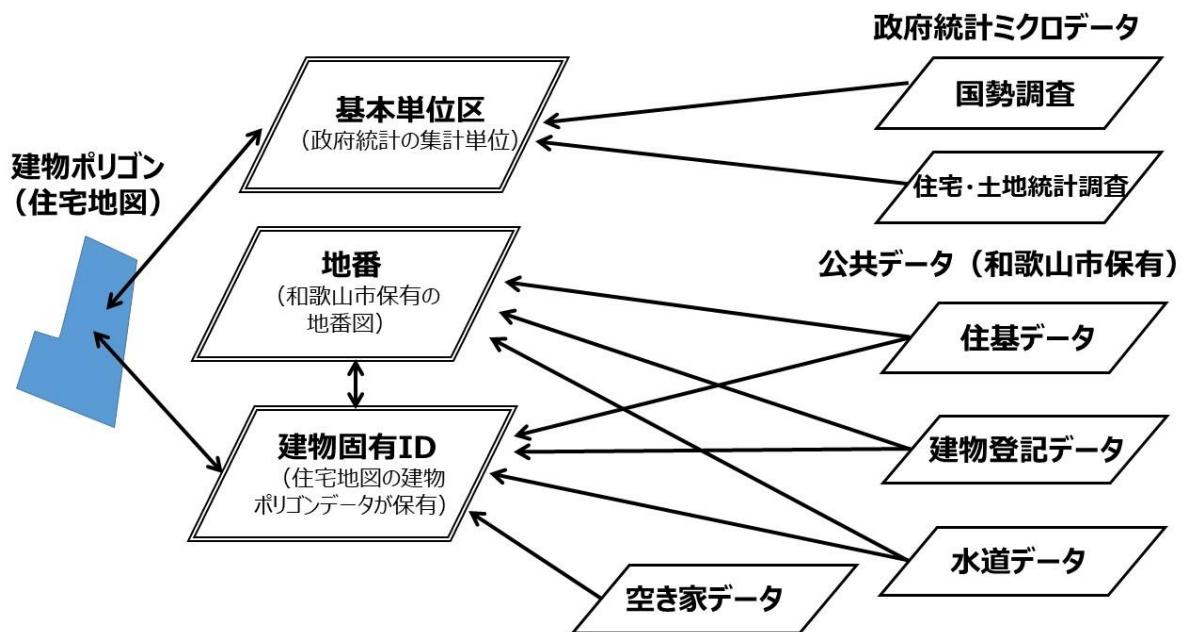 政府統計ミクロデータ
国勢調査
住宅・土地統計調査
基本単位区
（政府統計の集計単位）
建物ポリゴン
（住宅地図）
地番
（和歌山市保有の
地番図）
公共データ（和歌山市保有）
住基データ
建物登記データ
水道データ
建物固有ID
（住宅地図の建物
ポリゴンデータが保有）
空き家データ